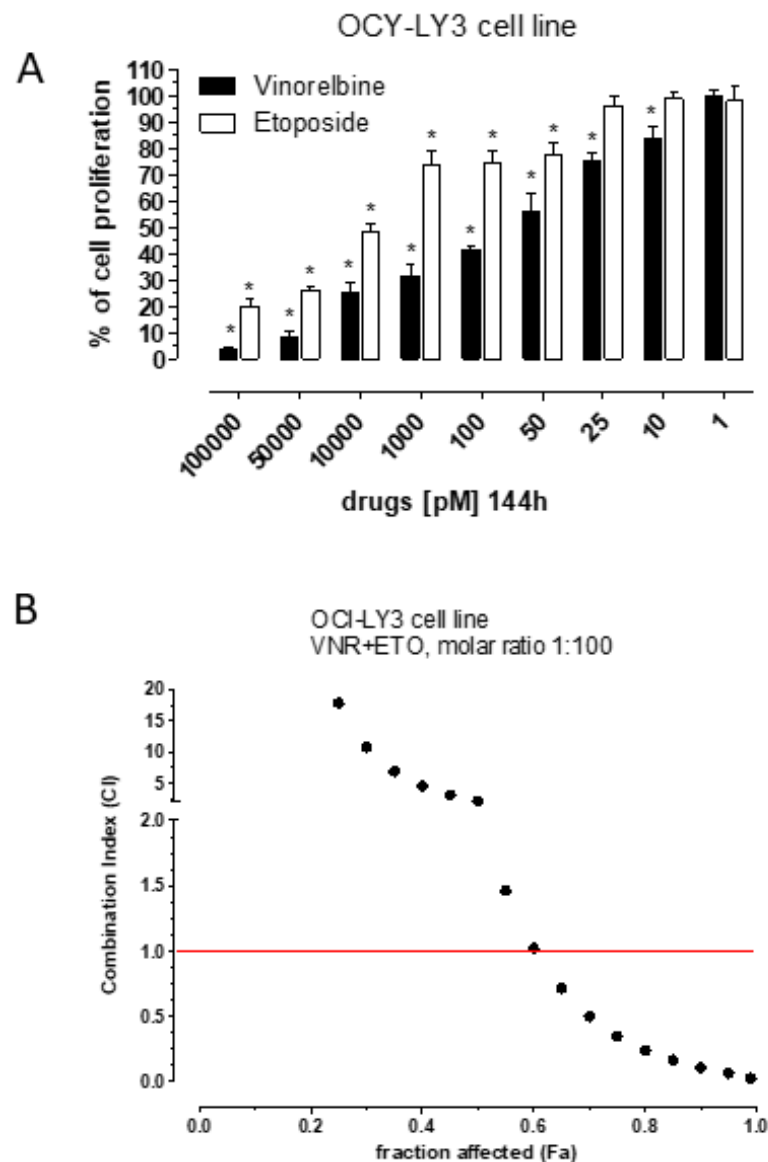 OCY-LY3 cell line
A
110
100
90
80
70
60
50
40
30
20
10
0
% of cell proliferation
Vinorelbine
Etoposide
* * * * * * * * * * * * * *
100000 50000 10000 1000 100 50 25 10 1
drugs [pM] 144h
B
OCI-LY3 cell line
VNR+ETO, molar ratio 1:100
20
15
10
5
2.0
1.5
1.0
0.5
0.0
Combination Index (CI)
0.0 0.2 0.4 0.6 0.8 1.0
fraction affected (Fa)